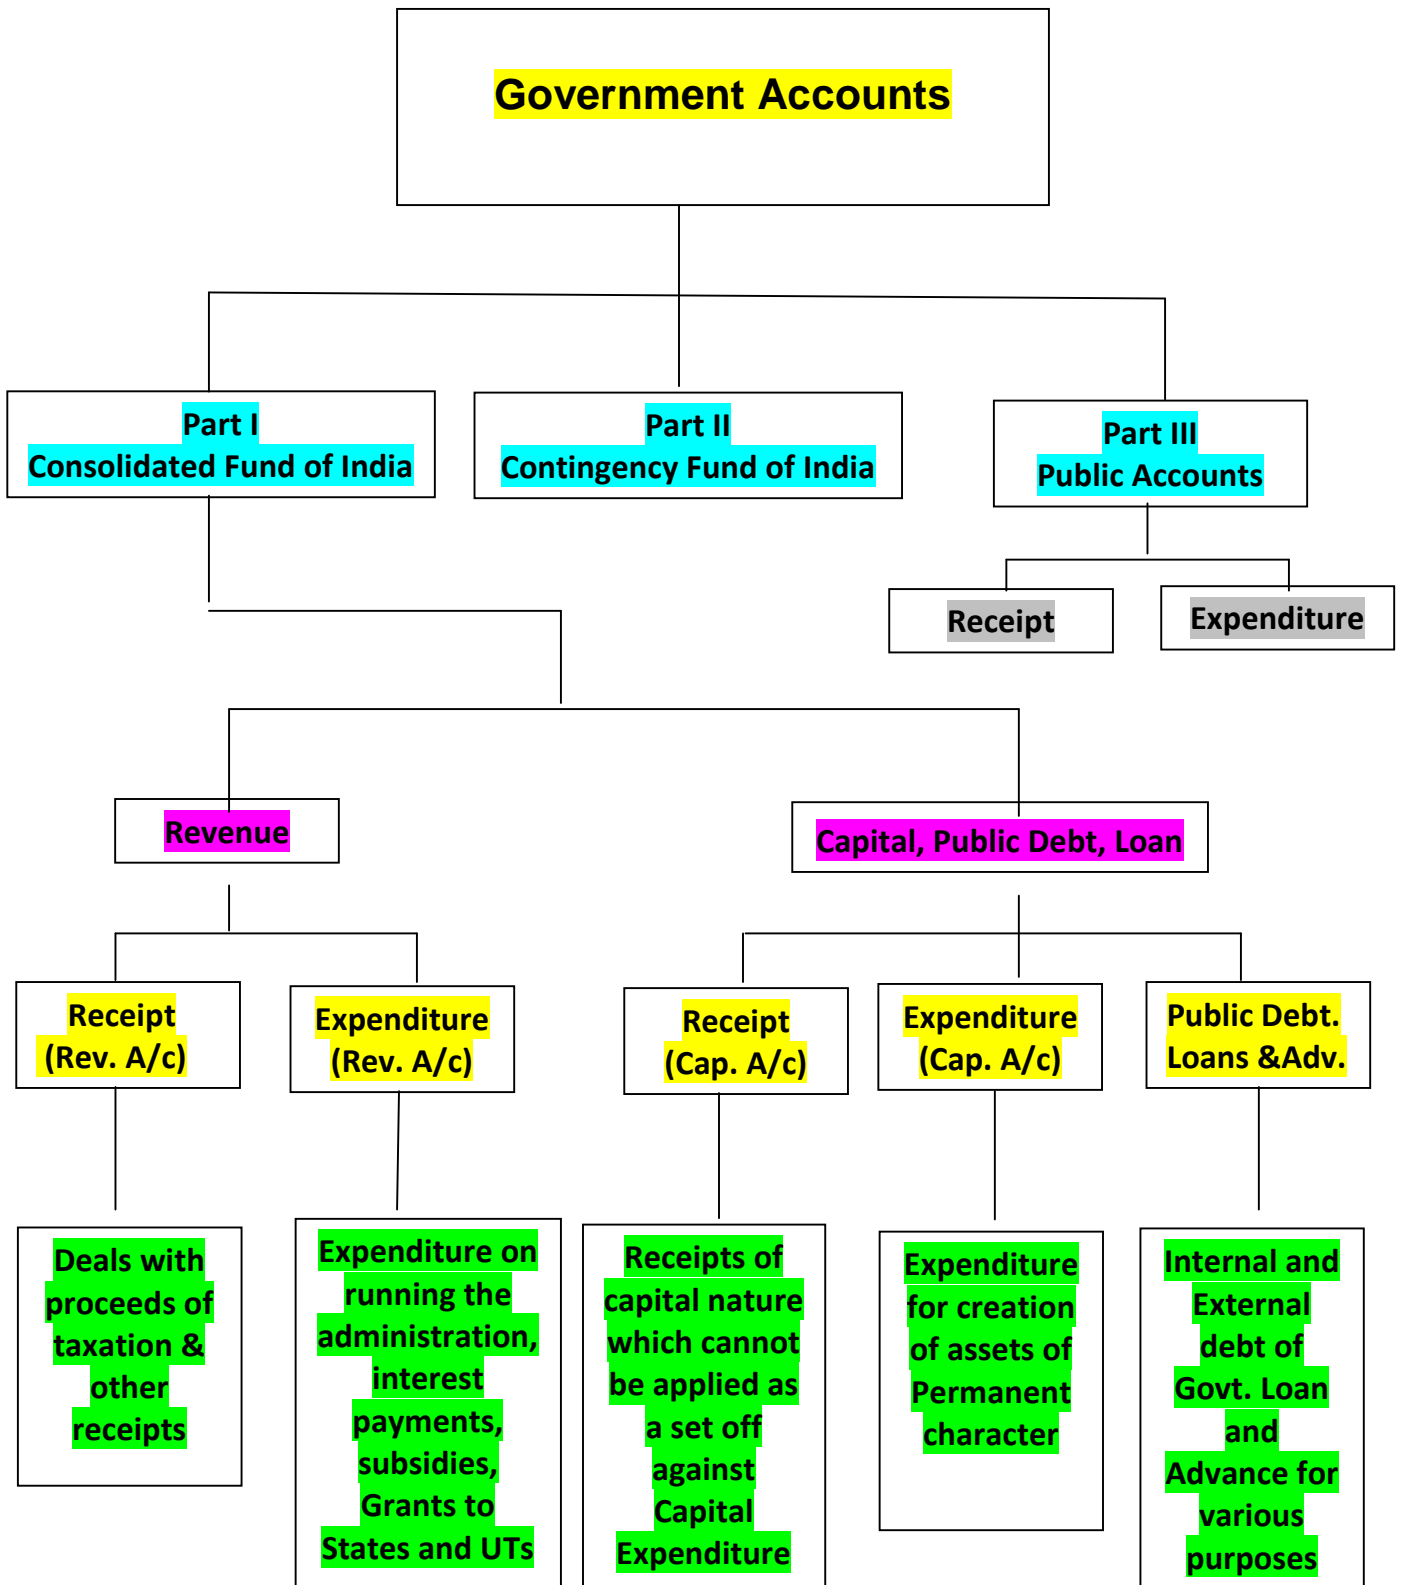 Government Accounts
Part I
Consolidated Fund of India
Part II
Contingency Fund of India
Part III
Public Accounts
Receipt
Expenditure
Revenue
Capital, Public Debt, Loan
Receipt
(Rev. A/c)
Expenditure
(Rev. A/c)
Receipt
(Cap. A/c)
Expenditure
(Cap. A/c)
Public Debt.
Loans &Adv.
Deals with
proceeds of
taxation &
other
receipts
Expenditure on
running the
administration,
interest
payments,
subsidies,
Grants to
States and UTs
Receipts of
capital nature
which cannot
be applied as
a set off
against
Capital
Expenditure
Expenditure
for creation
of assets of
Permanent
character
Internal and
External
debt of
Govt. Loan
and
Advance for
various
purposes